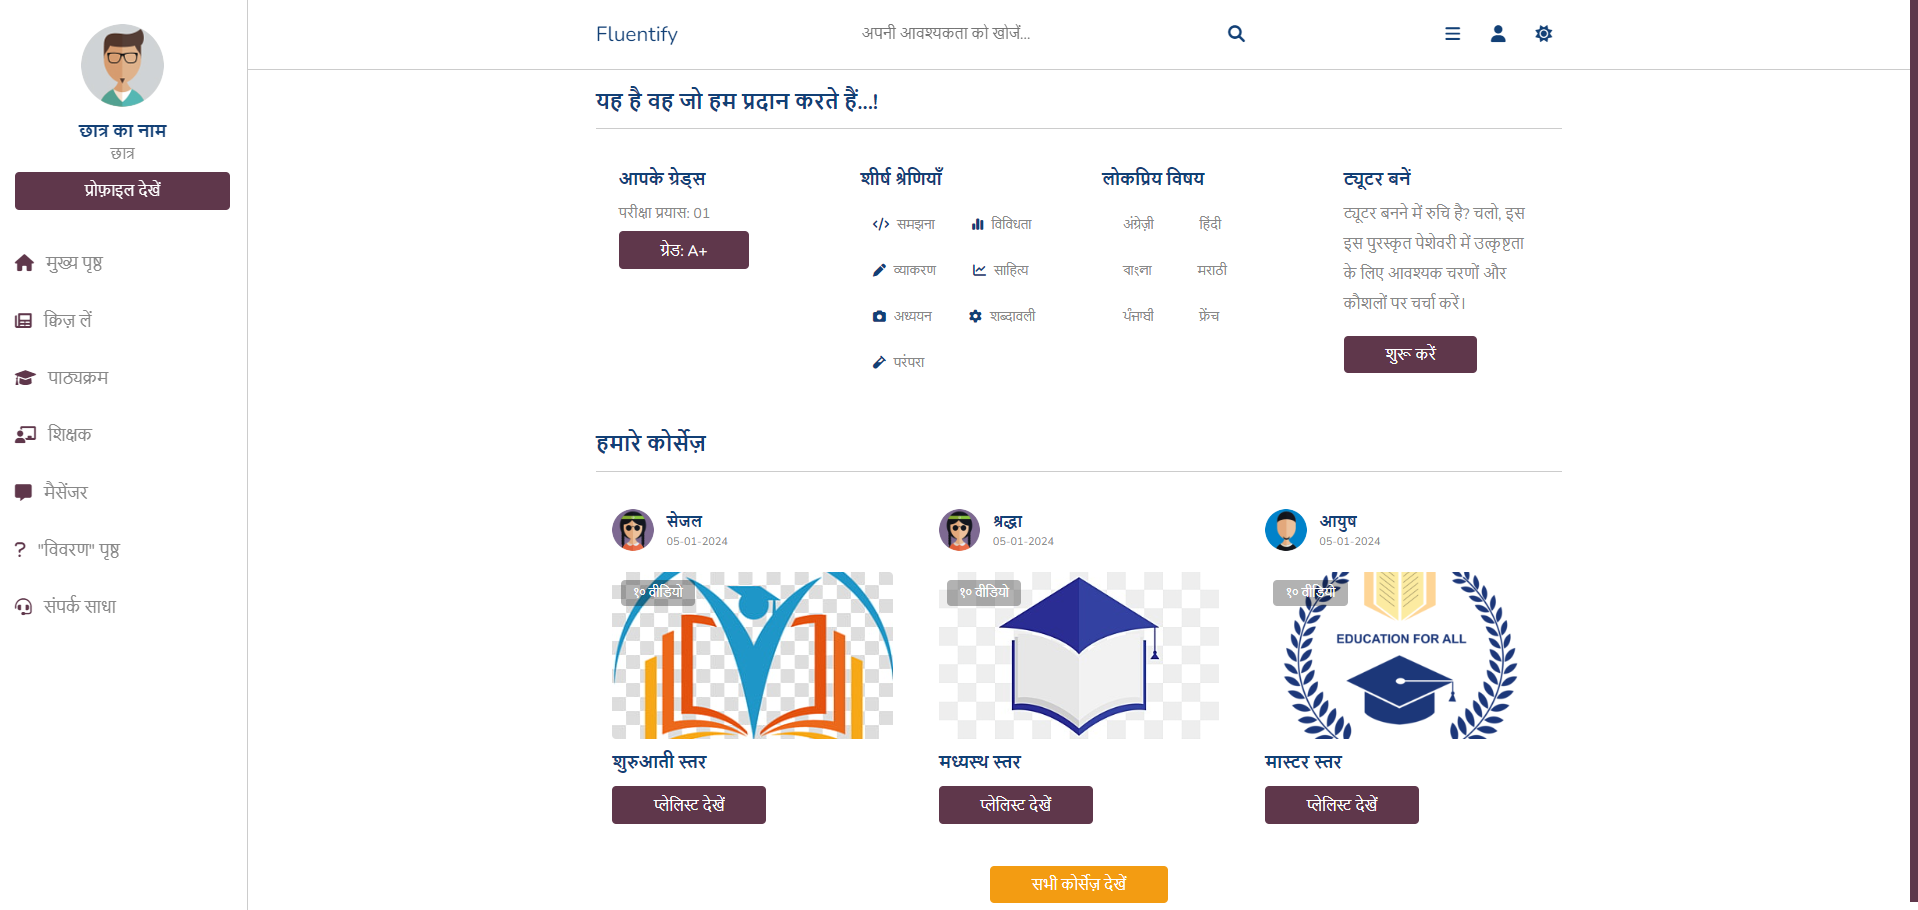 छात्र का नाम
छात्र
प्रोफ़ाइल देखें
मुख्य पृष्ठ
क्विज़ लें
पाठ्यक्रम
शिक्षक
मैसेंजर
"विवरण" पृष्ठ
संपर्क साधा
Fluentify
अपनी आवश्यकता को खोजें...
यह है वह जो हम प्रदान करते हैं...!
आपके ग्रेड्स
परीक्षा प्रयास: 01
ग्रेड: A+
शीर्ष श्रेणियाँ
समझना विविधता
व्याकरण साहित्य
अध्ययन शब्दावली
परंपरा
लोकप्रिय विषय
अंग्रेज़ी हिंदी
বাংলা मराठी
ਪੰਜਾਬੀ फ्रेंच
ट्यूटर बनें
ट्यूटर बनने में रुचि है? चलो, इस
इस पुरस्कृत पेशेवरी में उत्कृष्टता
के लिए आवश्यक चरणों और
कौशलों पर चर्चा करें।
शुरू करें
हमारे कोर्सेज़
सेजल
05-01-2024
१० वीडियो
शुरुआती स्तर
प्लेलिस्ट देखें
श्रद्धा
05-01-2024
१० वीडियो
मध्यस्थ स्तर
प्लेलिस्ट देखें
आयुष
05-01-2024
१० वीडियो
EDUCATION FOR ALL
मास्टर स्तर
प्लेलिस्ट देखें
सभी कोर्सेज़ देखें